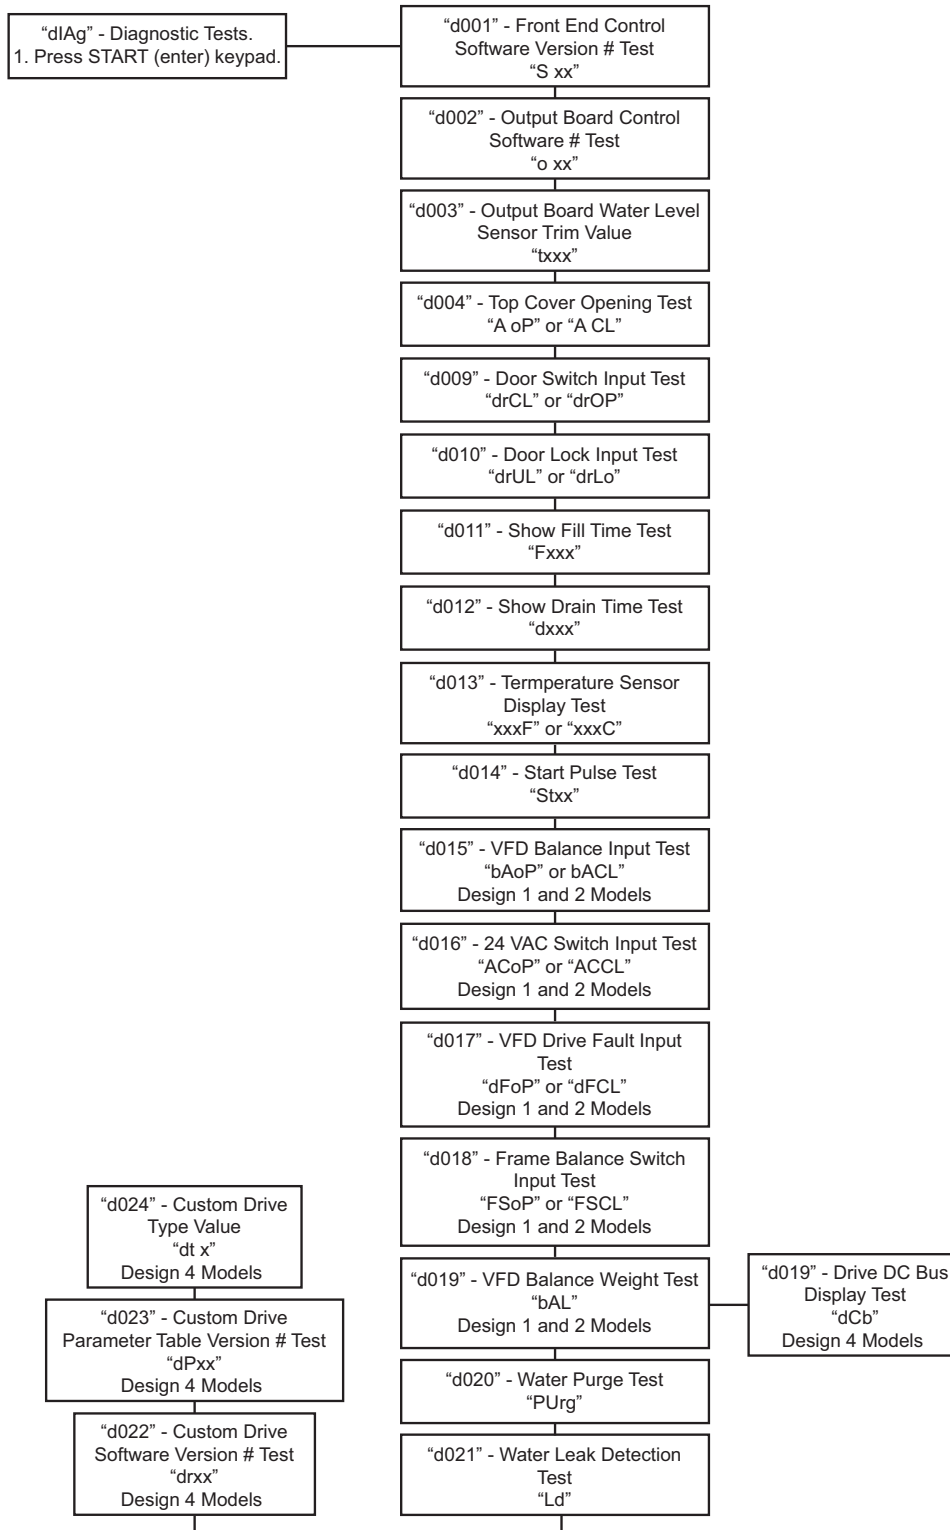 “dIAg” - Diagnostic Tests.
1. Press START (enter) keypad.
“d001” - Front End Control
Software Version # Test
“S xx”
“d002” - Output Board Control
Software # Test
“o xx”
“d003” - Output Board Water Level
Sensor Trim Value
“txxx”
“d004” - Top Cover Opening Test
“A oP” or “A CL”
“d009” - Door Switch Input Test
“drCL” or “drOP”
“d010” - Door Lock Input Test
“drUL” or “drLo”
“d011” - Show Fill Time Test
“Fxxx”
“d012” - Show Drain Time Test
“dxxx”
“d013” - Termperature Sensor
Display Test
“xxxF” or “xxxC”
“d014” - Start Pulse Test
“Stxx”
“d015” - VFD Balance Input Test
“bAoP” or bACL”
Design 1 and 2 Models
“d016” - 24 VAC Switch Input Test
“ACoP” or “ACCL”
Design 1 and 2 Models
“d017” - VFD Drive Fault Input
Test
“dFoP” or “dFCL”
Design 1 and 2 Models
“d018” - Frame Balance Switch
Input Test
“FSoP” or “FSCL”
Design 1 and 2 Models
“d019” - VFD Balance Weight Test
“bAL”
Design 1 and 2 Models
“d019” - Drive DC Bus
Display Test
“dCb”
Design 4 Models
“d020” - Water Purge Test
“PUrg”
“d021” - Water Leak Detection
Test
“Ld”
“d024” - Custom Drive
Type Value
“dt x”
Design 4 Models
“d023” - Custom Drive
Parameter Table Version # Test
“dPxx”
Design 4 Models
“d022” - Custom Drive
Software Version # Test
“drxx”
Design 4 Models